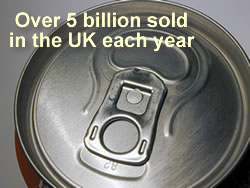 Over 5 billion sold
in the UK each year